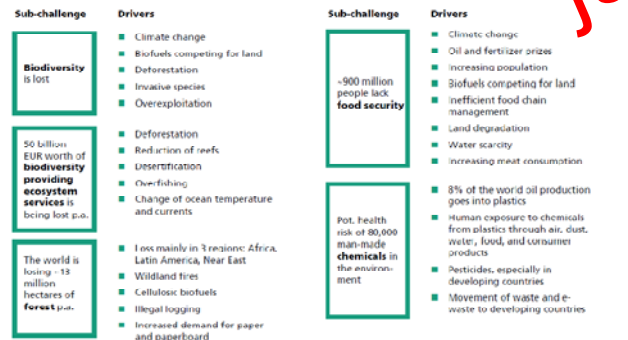 Sub-challenge Drivers
Biodiversity
is lost
Climate change
Biofuels competing for land
Deforestation
Invasive species
Overexploitation
50 billion
EUR worth of
biodiversity
providing
ecosystem
services is
being lost p.a.
Deforestation
Reduction of reefs
Desertification
Overfishing
Change of ocean temperature
and currents
The world is
losing ~13
million
hectares of
forest p.a.
Loss mainly in 3 regions: Africa,
Latin America, Near East
Wildland fires
Cellulosic biofuels
Illegal logging
Increased demand for paper
and paperboard
Sub-challenge Drivers
~900 million
people lack
food security
Climate change
Oil and fertilizer prizes
Increasing population
Biofuels competing for land
Inefficient food chain
management
Land degradation
Water scarcity
Increasing meat consumption
Pot. health
risk of 80,000
man-made
chemicals in
the environ-
ment
8% of the world oil production
goes into plastics
Human exposure to chemicals
from plastics through air, dust,
water, food, and consumer
products
Pesticides, especially in
developing countries
Movement of waste and e-
waste to developing countries